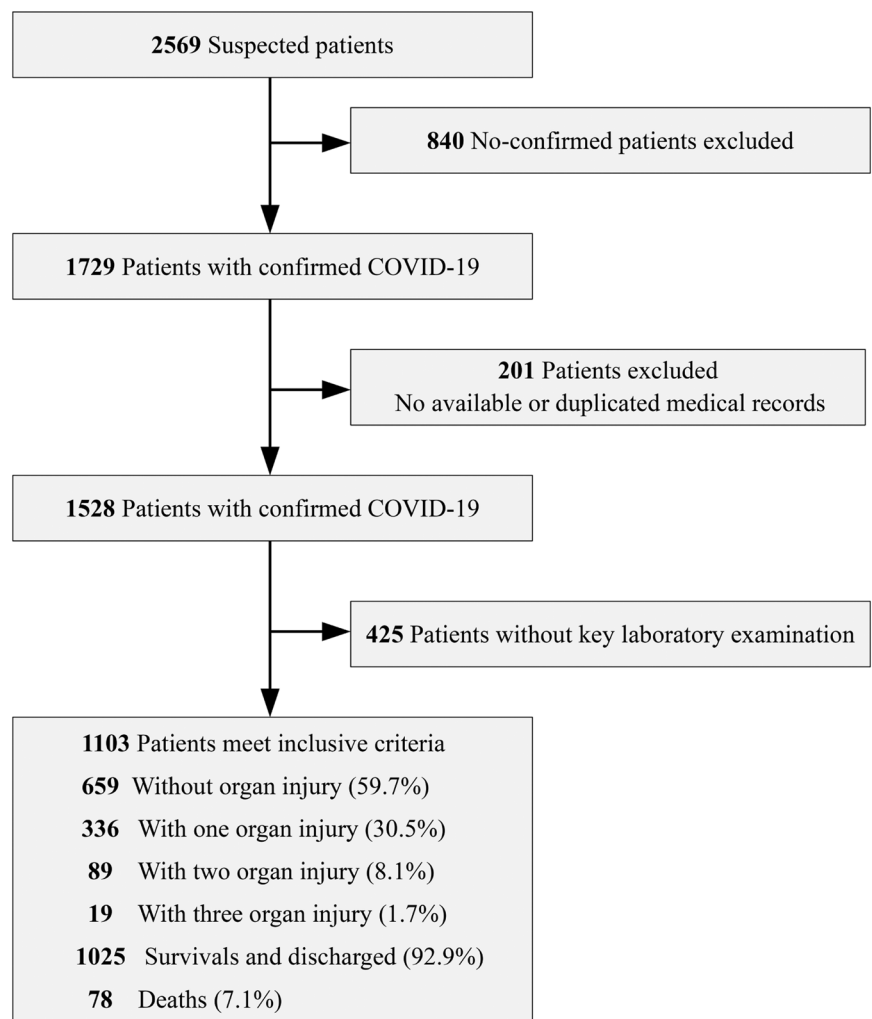 2569 Suspected patients
840 No-confirmed patients excluded
1729 Patients with confirmed COVID-19
201 Patients excluded
No available or duplicated medical records
1528 Patients with confirmed COVID-19
425 Patients without key laboratory examination
1103 Patients meet inclusive criteria
659 Without organ injury (59.7%)
336 With one organ injury (30.5%)
89 With two organ injury (8.1%)
19 With three organ injury (1.7%)
1025 Survivals and discharged (92.9%)
78 Deaths (7.1%)